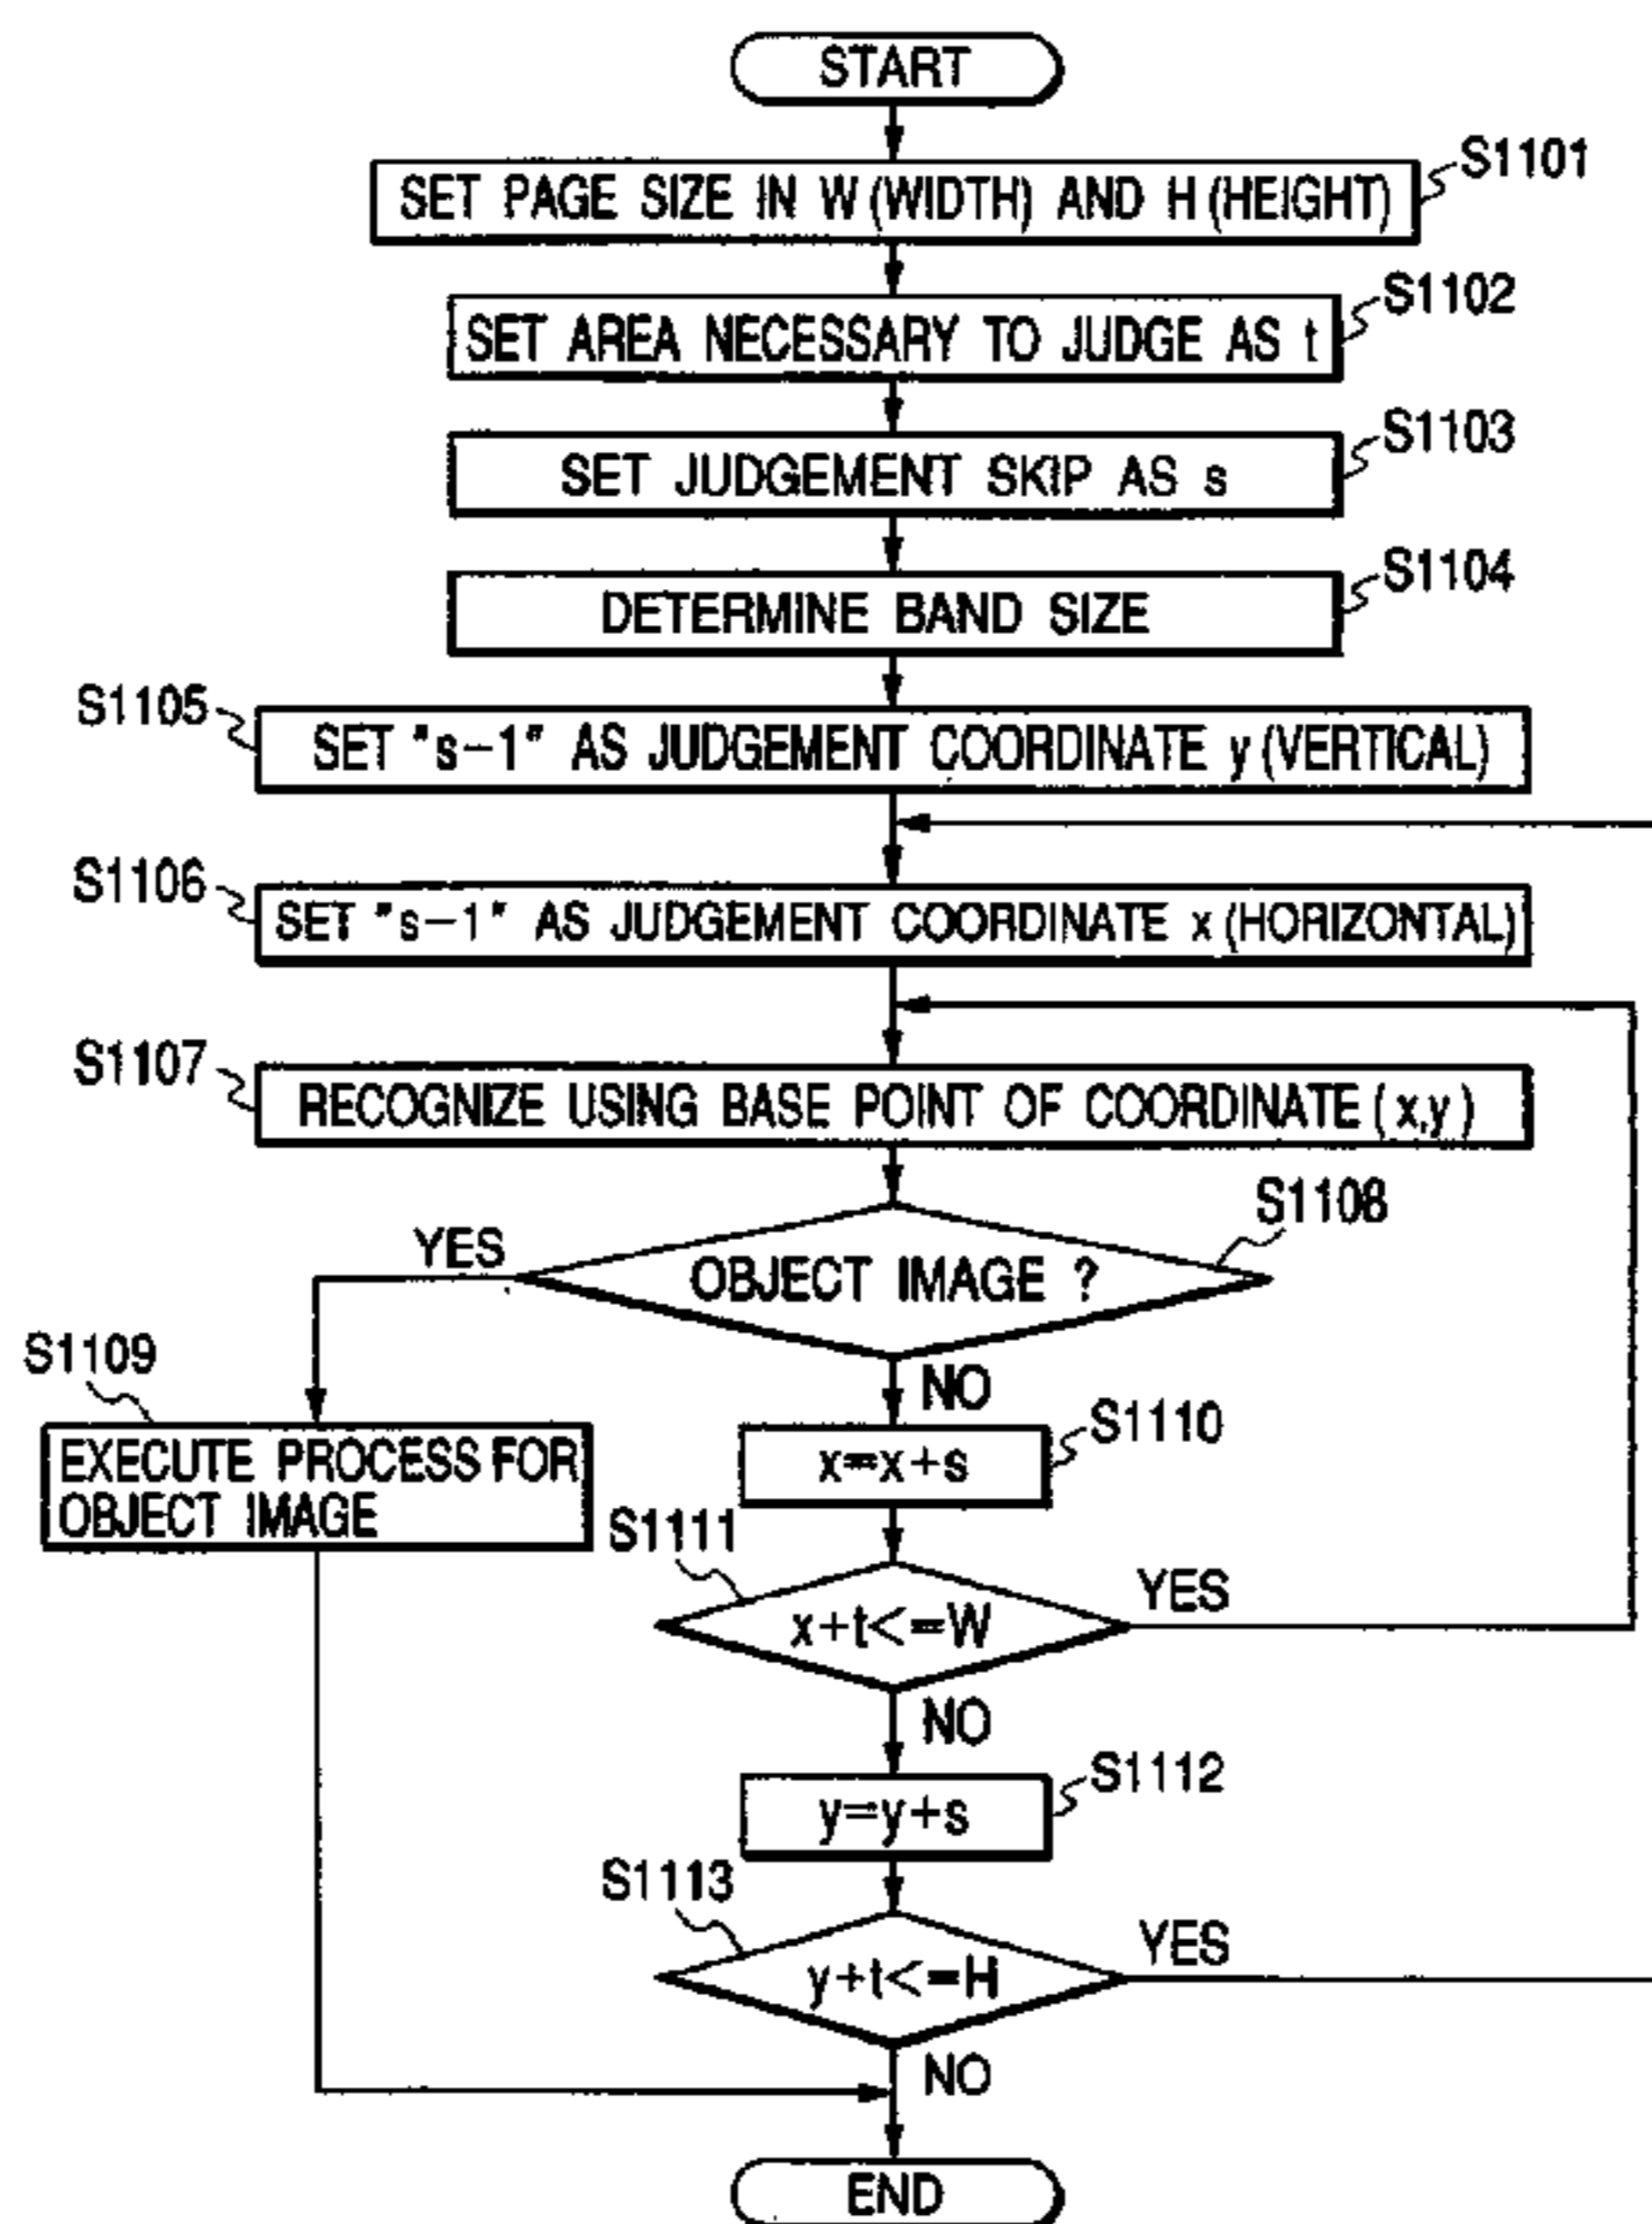 START
S1101
SET PAGE SIZE IN W (WIDTH) AND H (HEIGHT)
S1102
SET AREA NECESSARY TO JUDGE AS t
S1103
SET JUDGEMENT SKIP AS s
S1104
DETERMINE BAND SIZE
S1105
SET "s-1" AS JUDGEMENT COORDINATE y (VERTICAL)
S1106
SET "s-1" AS JUDGEMENT COORDINATE x (HORIZONTAL)
S1107
RECOGNIZE USING BASE POINT OF COORDINATE (x,y)
S1108
YES
OBJECT IMAGE ?
S1109
NO
EXECUTE PROCESS FOR
OBJECT IMAGE
S1110
x=x+s
S1111
x+t<=W
YES
NO
S1112
y=y+s
S1113
y+t<=H
YES
NO
END